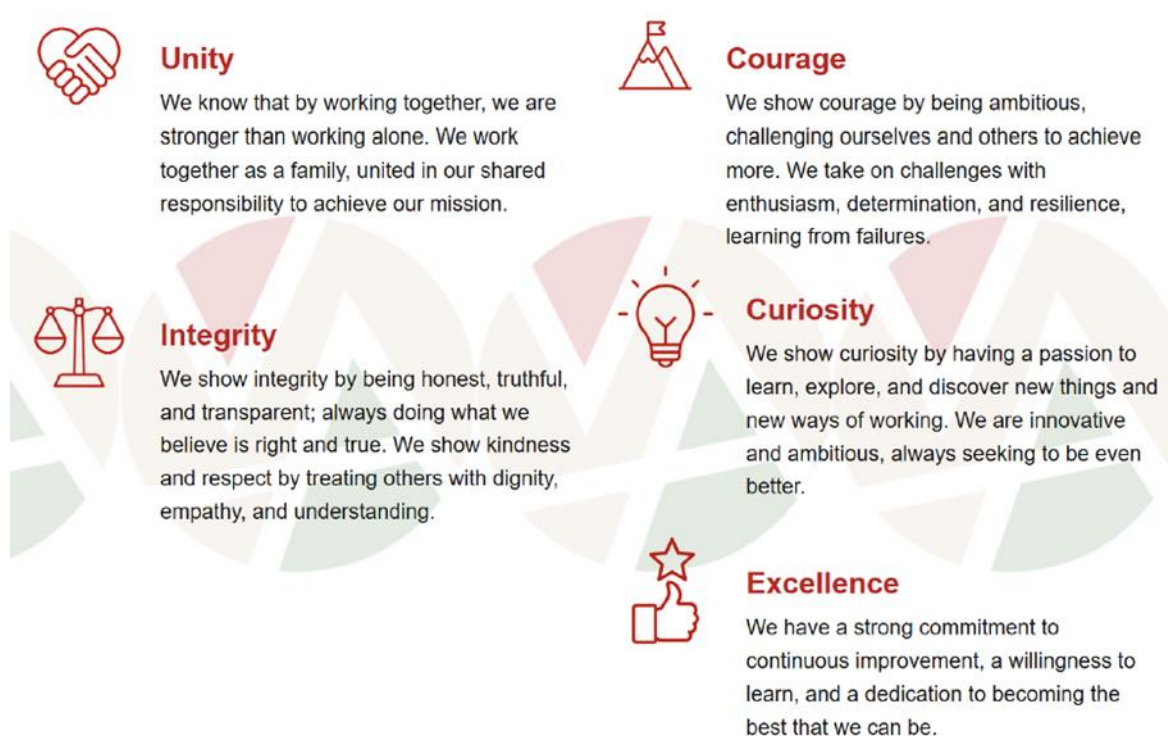 Unity
We know that by working together, we are
stronger than working alone. We work
together as a family, united in our shared
responsibility to achieve our mission.
Integrity
We show integrity by being honest, truthful,
and transparent; always doing what we
believe is right and true. We show kindness
and respect by treating others with dignity,
empathy, and understanding.
Courage
We show courage by being ambitious,
challenging ourselves and others to achieve
more. We take on challenges with
enthusiasm, determination, and resilience,
learning from failures.
Curiosity
We show curiosity by having a passion to
learn, explore, and discover new things and
new ways of working. We are innovative
and ambitious, always seeking to be even
better.
Excellence
We have a strong commitment to
continuous improvement, a willingness to
learn, and a dedication to becoming the
best that we can be.